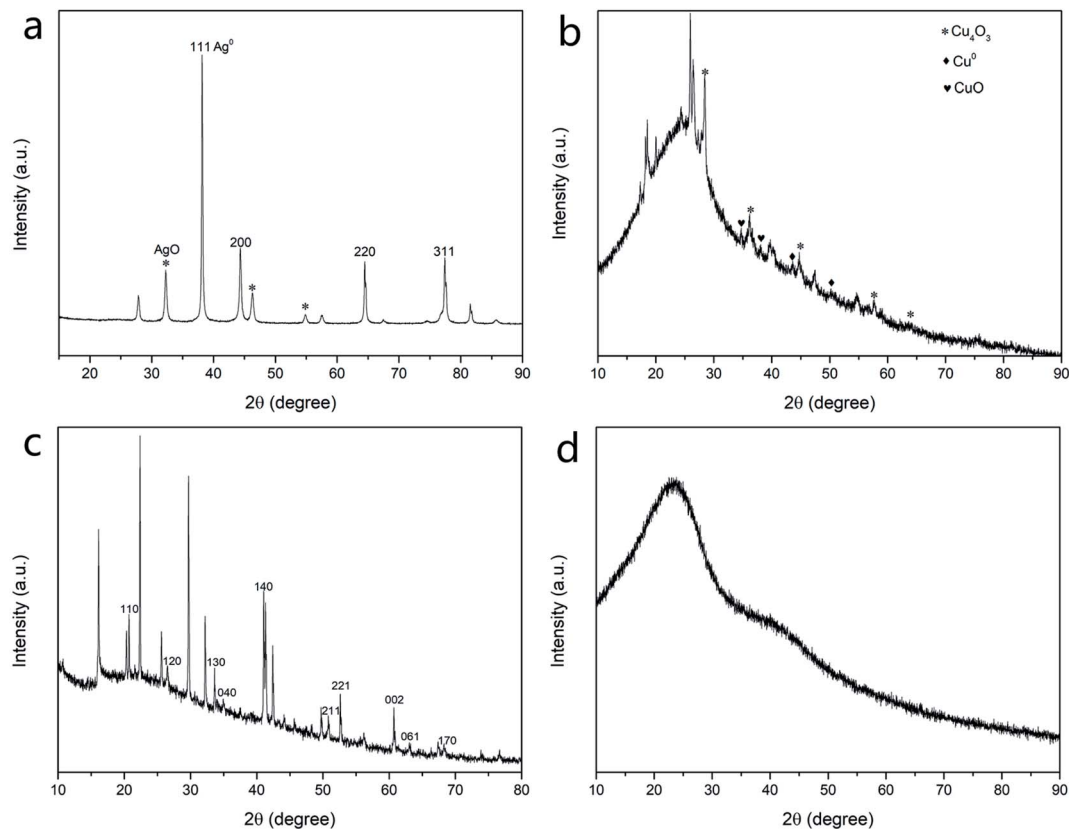 a
111 Ag⁰
AgO
*
200
*
*
220
311
Intensity (a.u.)
20 30 40 50 60 70 80 90
2θ (degree)
b
* Cu₄O₃
♦ Cu⁰
♥ CuO
*
♥ * ♥ ♦ * ♦ * *
Intensity (a.u.)
10 20 30 40 50 60 70 80 90
2θ (degree)
c
110
120
130
040
140
211
221
002
061
170
Intensity (a.u.)
10 20 30 40 50 60 70 80
2θ (degree)
d
Intensity (a.u.)
10 20 30 40 50 60 70 80 90
2θ (degree)